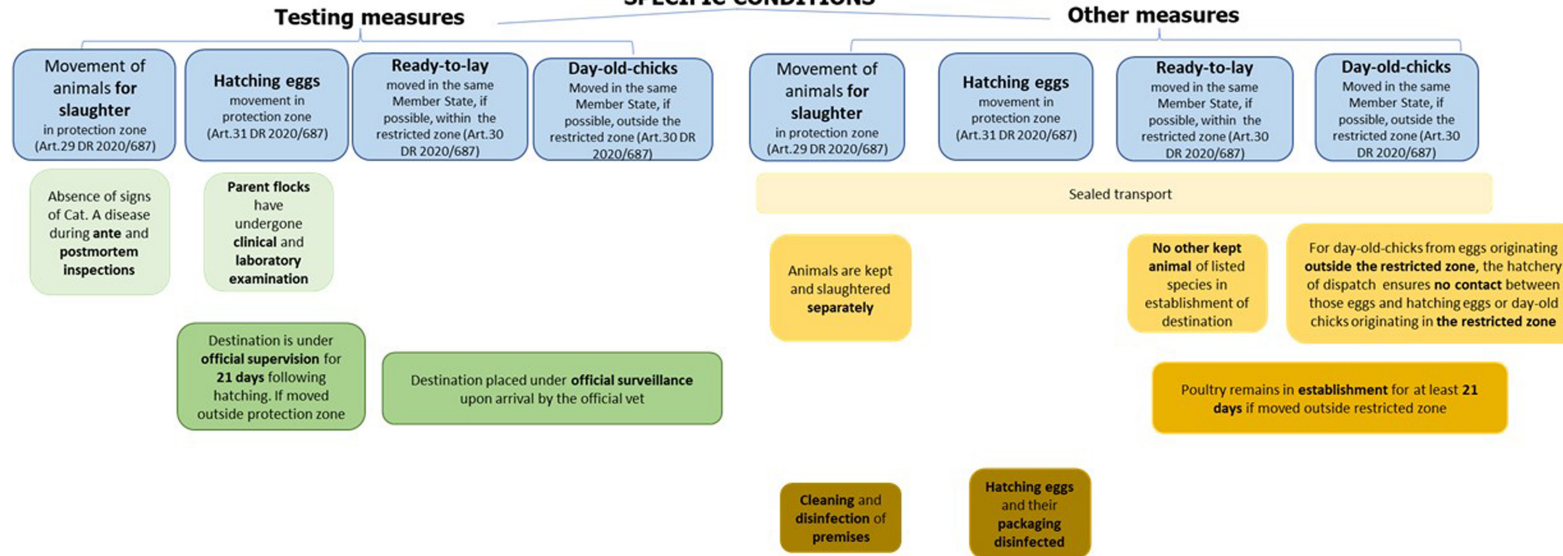 SPECIFIC CONDITIONS
Testing measures
Other measures
Movement of
animals for
slaughter
in protection zone
(Art.29 DR 2020/687)
Hatching eggs
movement in
protection zone
(Art.31 DR 2020/687)
Ready-to-lay
moved in the same
Member State, if
possible, within the
restricted zone (Art.30
DR 2020/687)
Day-old-chicks
Moved in the same
Member State, if
possible, outside the
restricted zone (Art.30 DR
2020/687)
Movement of
animals for
slaughter
in protection zone
(Art.29 DR 2020/687)
Hatching eggs
movement in
protection zone
(Art.31 DR 2020/687)
Ready-to-lay
moved in the same
Member State, if
possible, within the
restricted zone (Art.30
DR 2020/687)
Day-old-chicks
Moved in the same
Member State, if
possible, outside the
restricted zone (Art.30
DR 2020/687)
Absence of signs
of Cat. A disease
during ante and
postmortem
inspections
Parent flocks
have
undergone
clinical and
laboratory
examination
Sealed transport
Animals are kept
and slaughtered
separately
No other kept
animal of listed
species in
establishment of
destination
For day-old-chicks from eggs originating
outside the restricted zone, the hatchery
of dispatch ensures no contact between
those eggs and hatching eggs or day-old
chicks originating in the restricted zone
Destination is under
official supervision for
21 days following
hatching. If moved
outside protection zone
Destination placed under official surveillance
upon arrival by the official vet
Poultry remains in establishment for at least 21
days if moved outside restricted zone
Cleaning and
disinfection of
premises
Hatching eggs
and their
packaging
disinfected